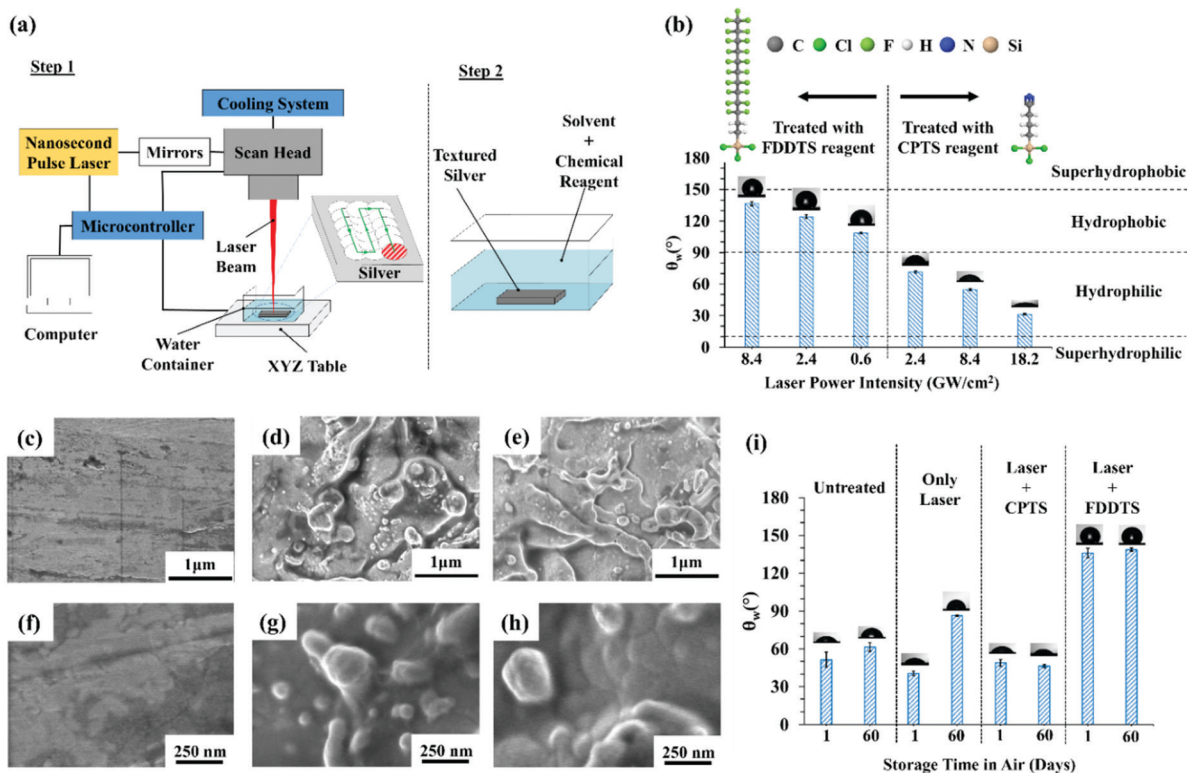 (a)
Step 1
Cooling System
Nanosecond
Pulse Laser
Mirrors
Scan Head
Microcontroller
Laser
Beam
Silver
Computer
Water
Container
XYZ Table
Step 2
Textured
Silver
Solvent
+
Chemical
Reagent
(b)
C Cl F H N Si
Treated with
FDDTS reagent
Treated with
CPTS reagent
θw(°)
180
150
120
90
60
30
0
Superhydrophobic
Hydrophobic
Hydrophilic
Superhydrophilic
8.4 2.4 0.6 2.4 8.4 18.2
Laser Power Intensity (GW/cm²)
(c)
1μm
(d)
1μm
(e)
1μm
(f)
250 nm
(g)
250 nm
(h)
250 nm
(i)
Untreated
Only
Laser
Laser
+
CPTS
Laser
+
FDDTS
θw(°)
180
150
120
90
60
30
0
1 60 1 60 1 60 1 60
Storage Time in Air (Days)